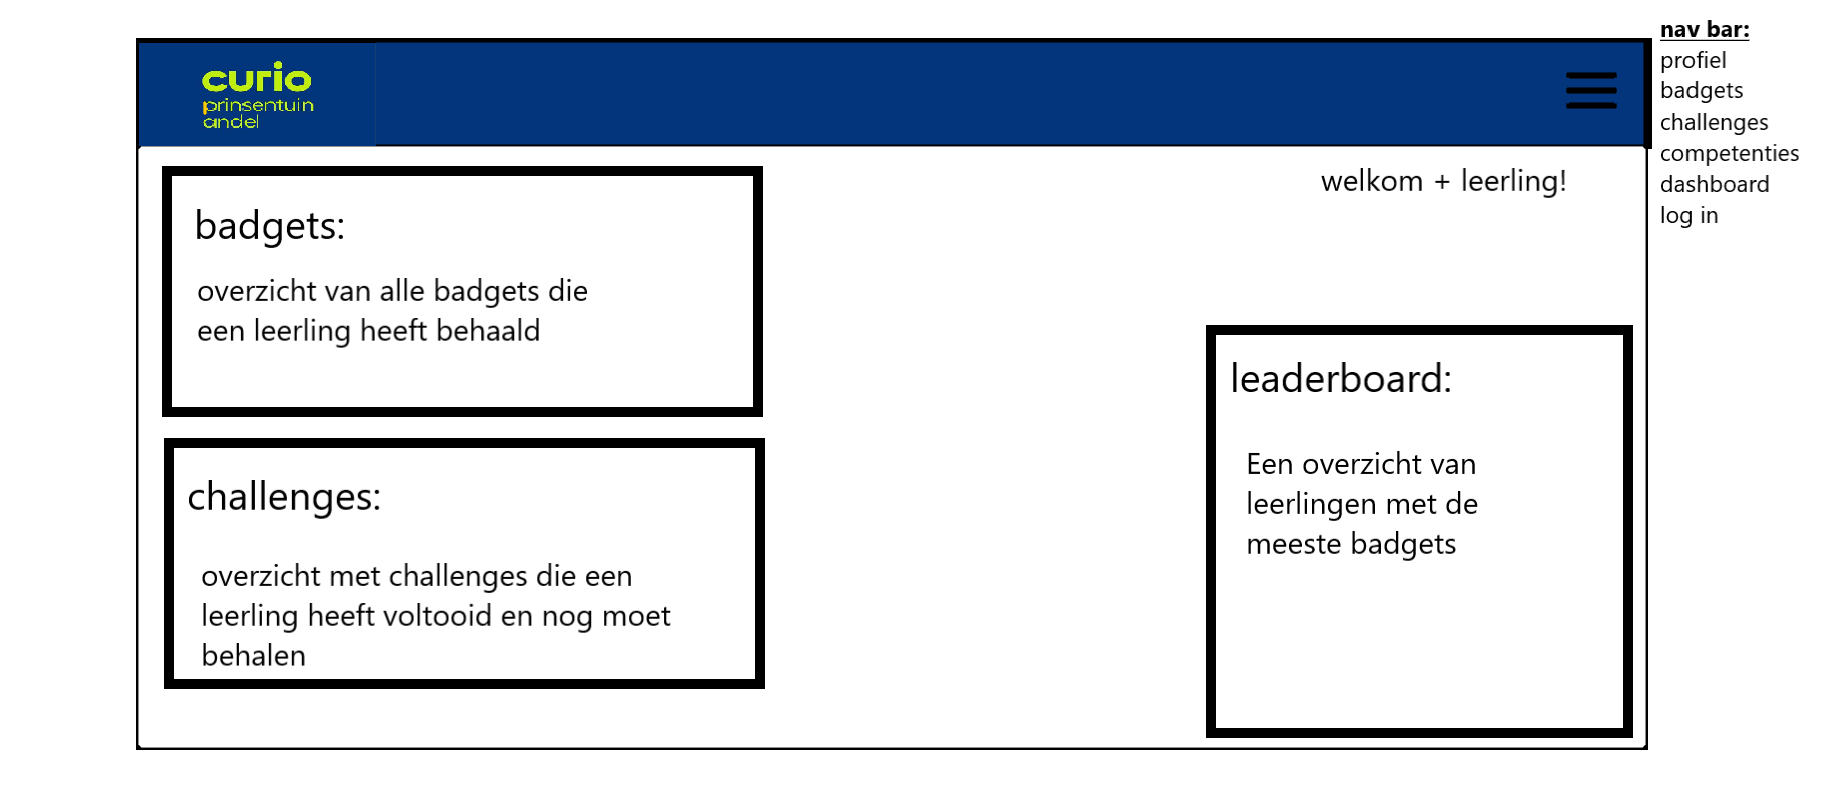 curio
prinsentuin
andel
nav bar:
profiel
badgets
challenges
competenties
dashboard
log in
welkom + leerling!
badgets:
overzicht van alle badgets die
een leerling heeft behaald
challenges:
overzicht met challenges die een
leerling heeft voltooid en nog moet
behalen
leaderboard:
Een overzicht van
leerlingen met de
meeste badgets